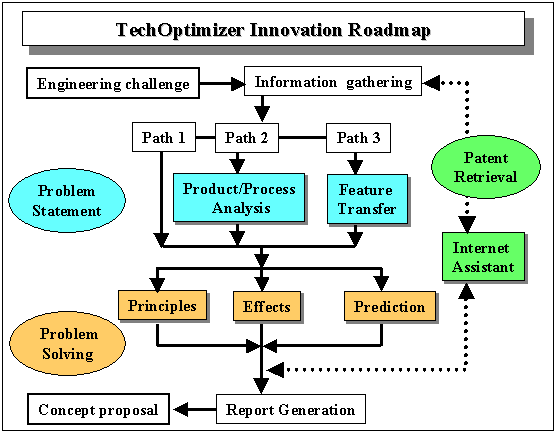 TechOptimizer Innovation Roadmap
Engineering challenge
Information gathering
Path 1
Path 2
Path 3
Patent
Retrieval
Problem
Statement
Product/Process
Analysis
Feature
Transfer
Internet
Assistant
Principles
Effects
Prediction
Problem
Solving
Concept proposal
Report Generation